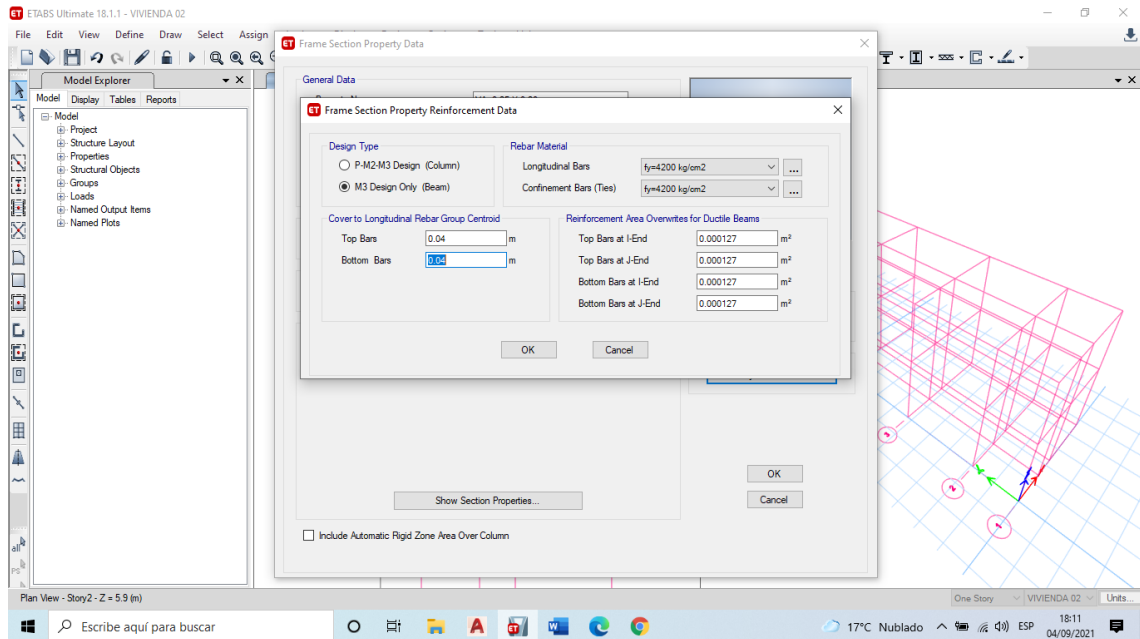 ETABS Ultimate 18.1.1 - VIVIENDA 02
File Edit View Define Draw Select Assign
Frame Section Property Data
Model Explorer
Model Display Tables Reports
Model
Project
Structure Layout
Properties
Structural Objects
Groups
Loads
Named Output Items
Named Plots
General Data
Frame Section Property Reinforcement Data
Design Type
P-M2-M3 Design (Column)
M3 Design Only (Beam)
Rebar Material
Longitudinal Bars fy=4200 kg/cm2 ...
Confinement Bars (Ties) fy=4200 kg/cm2 ...
Cover to Longitudinal Rebar Group Centroid
Top Bars 0.04 m
Bottom Bars 0.04 m
Reinforcement Area Overwrites for Ductile Beams
Top Bars at I-End 0.000127 m²
Top Bars at J-End 0.000127 m²
Bottom Bars at I-End 0.000127 m²
Bottom Bars at J-End 0.000127 m²
OK Cancel
Show Section Properties...
OK
Cancel
Include Automatic Rigid Zone Area Over Column
all
PS
3
2
1
Plan View - Story2 - Z = 5.9 (m)
One Story VIVIENDA 02 Units...
Escribe aquí para buscar
17°C Nublado ESP 18:11
04/09/2021